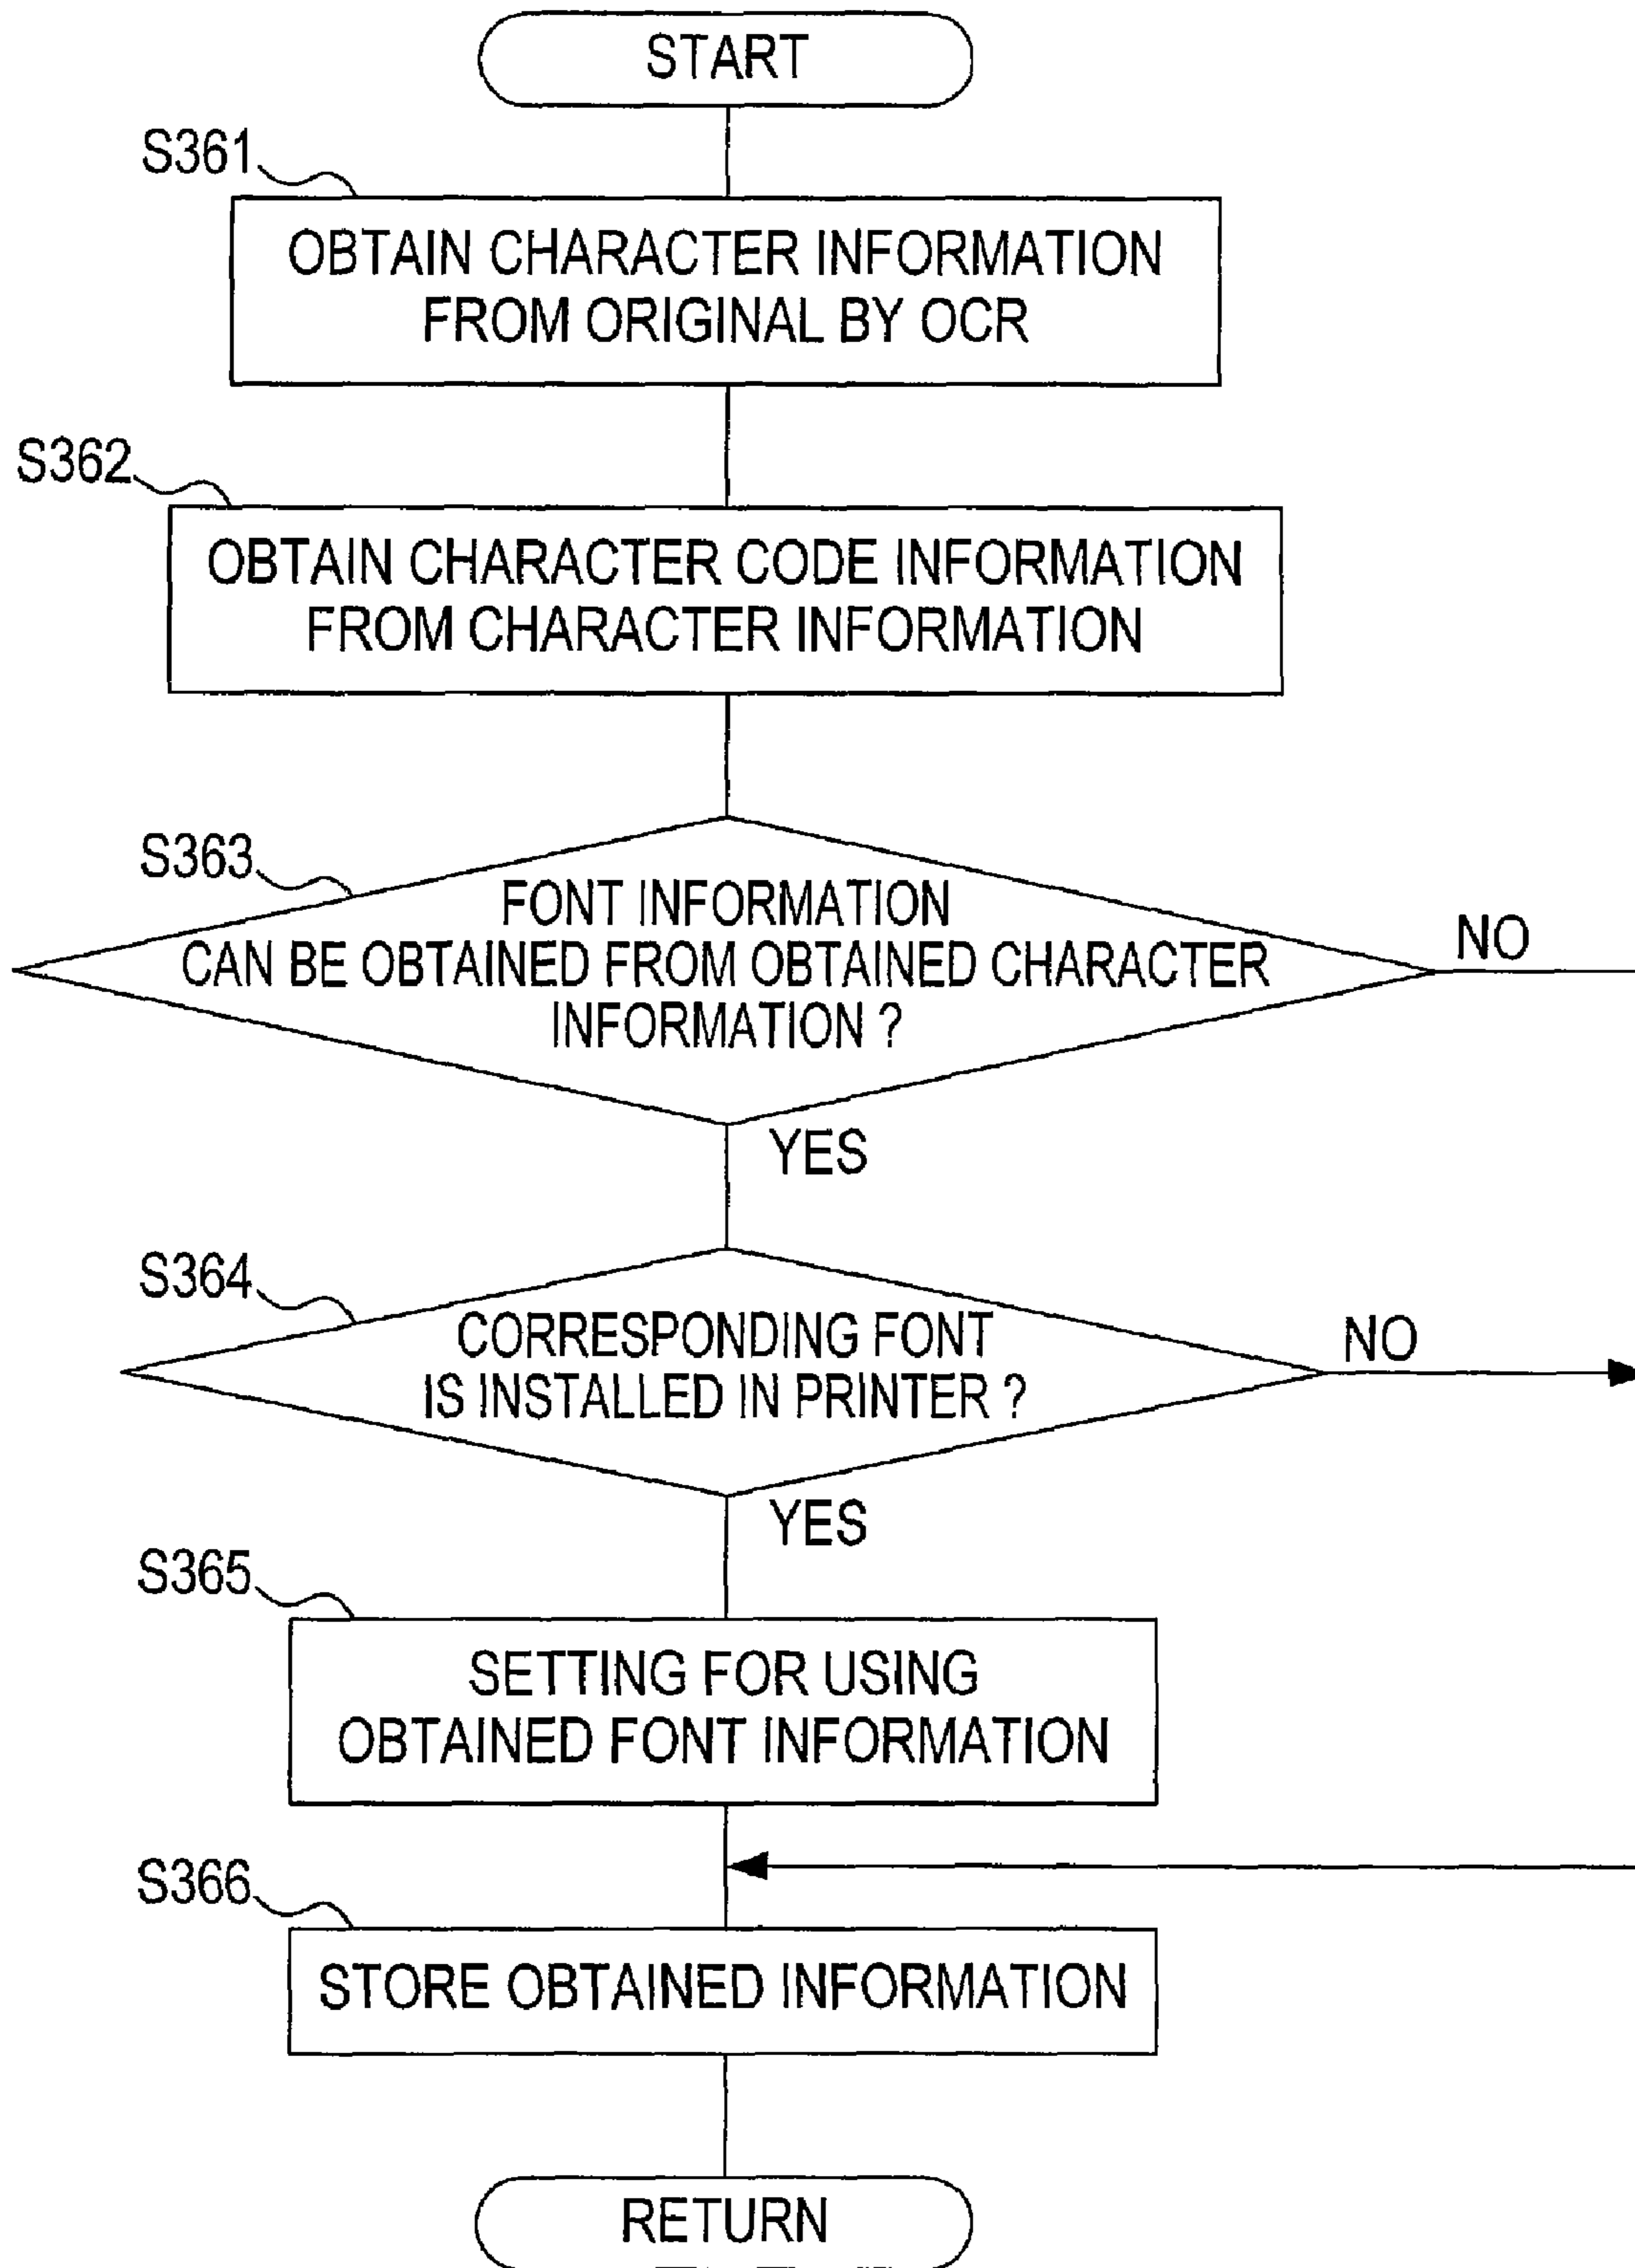 START
S361
OBTAIN CHARACTER INFORMATION
FROM ORIGINAL BY OCR
S362
OBTAIN CHARACTER CODE INFORMATION
FROM CHARACTER INFORMATION
S363
FONT INFORMATION
CAN BE OBTAINED FROM OBTAINED CHARACTER
INFORMATION ?
NO
YES
S364
CORRESPONDING FONT
IS INSTALLED IN PRINTER ?
NO
YES
S365
SETTING FOR USING
OBTAINED FONT INFORMATION
S366
STORE OBTAINED INFORMATION
RETURN